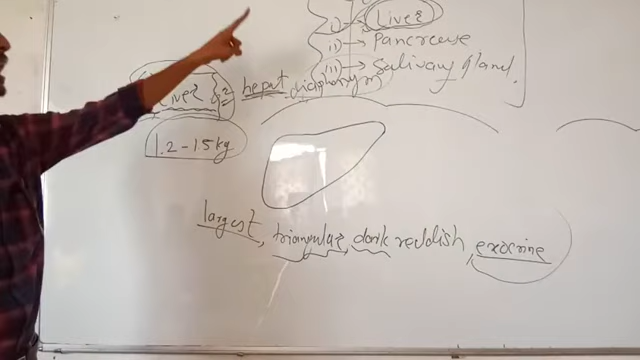 i) → Liver
ii) → Pancrease
iii) → Salivary gland.
Liver
hepat
1.2 - 1.5 kg
largest, triangular, dark reddish, exocrine